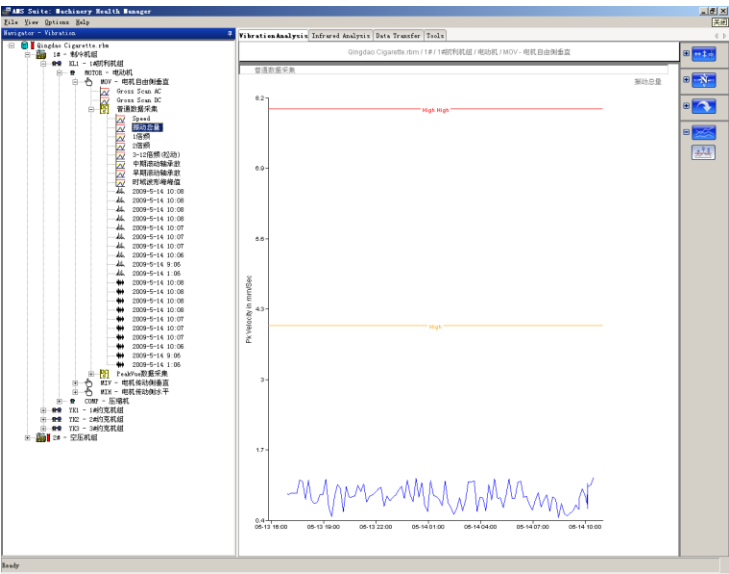 AMS Suite: Machinery Health Manager
File View Options Help
Navigator - Vibration
Qingdao Cigarette.rbm
1# - 制冷机组
KL1 - 1#前列机组
MOTOR - 电动机
MOV - 电机自由侧垂直
Gross Scan AC
Gross Scan DC
普通数据采集
Speed
振动总量
1倍频
2倍频
3-12倍频(松动)
中期滚动轴承故
早期滚动轴承故
时域波形峰峰值
2009-5-14 10:08
2009-5-14 10:08
2009-5-14 10:08
2009-5-14 10:08
2009-5-14 10:07
2009-5-14 10:07
2009-5-14 10:07
2009-5-14 10:06
2009-5-14 9:06
2009-5-14 1:06
2009-5-14 10:08
2009-5-14 10:08
2009-5-14 10:08
2009-5-14 10:08
2009-5-14 10:07
2009-5-14 10:07
2009-5-14 10:07
2009-5-14 10:06
2009-5-14 9:06
2009-5-14 1:06
PeakVue数据采集
MIV - 电机传动侧垂直
MIH - 电机传动侧水平
COMP - 压缩机
YK1 - 1#约克机组
YK2 - 2#约克机组
YK3 - 3#约克机组
2# - 空压机组
Ready
关闭
Vibration Analysis Infrared Analysis Data Transfer Tools
Qingdao Cigarette.rbm / 1# / 1#前列机组 / 电动机 / MOV - 电机自由侧垂直
普通数据采集
振动总量
8.2
High High
6.9
5.6
Pk Velocity in mm/Sec
4.3
High
3
1.7
0.4
05-13 16:00 05-13 19:00 05-13 22:00 05-14 01:00 05-14 04:00 05-14 07:00 05-14 10:00